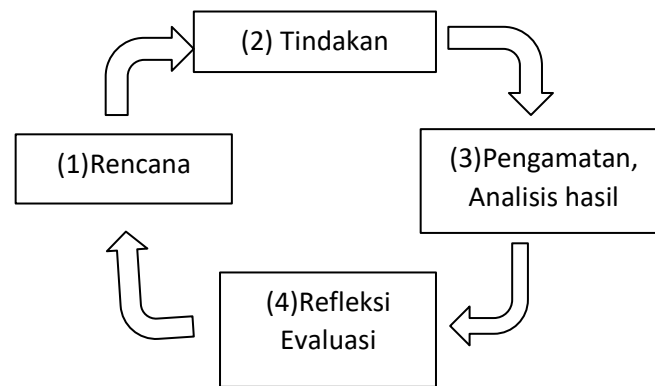 (1)Rencana
(2) Tindakan
(3)Pengamatan,
Analisis hasil
(4)Refleksi
Evaluasi